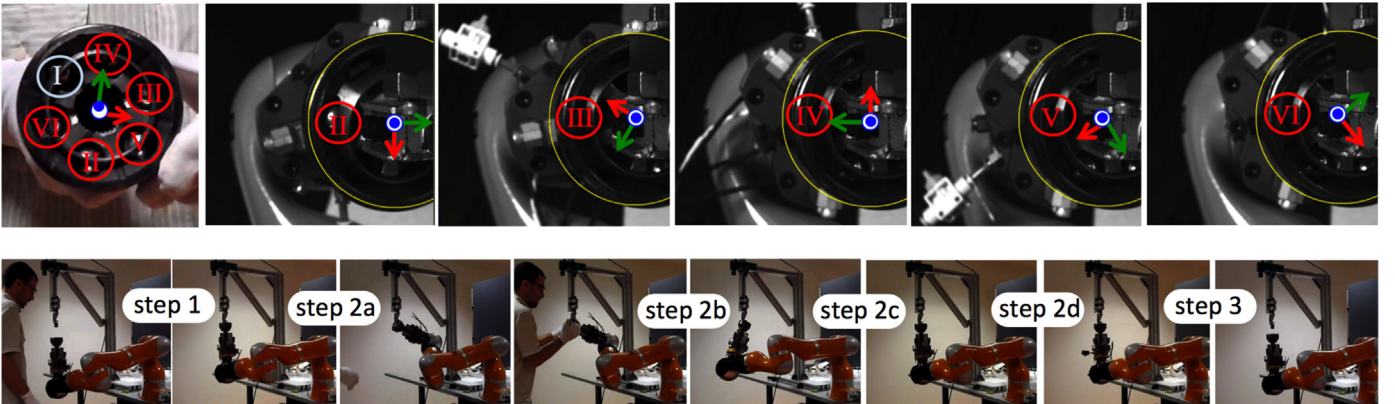 I
IV
III
VI
V
II
II
III
IV
V
VI
step 1
step 2a
step 2b
step 2c
step 2d
step 3